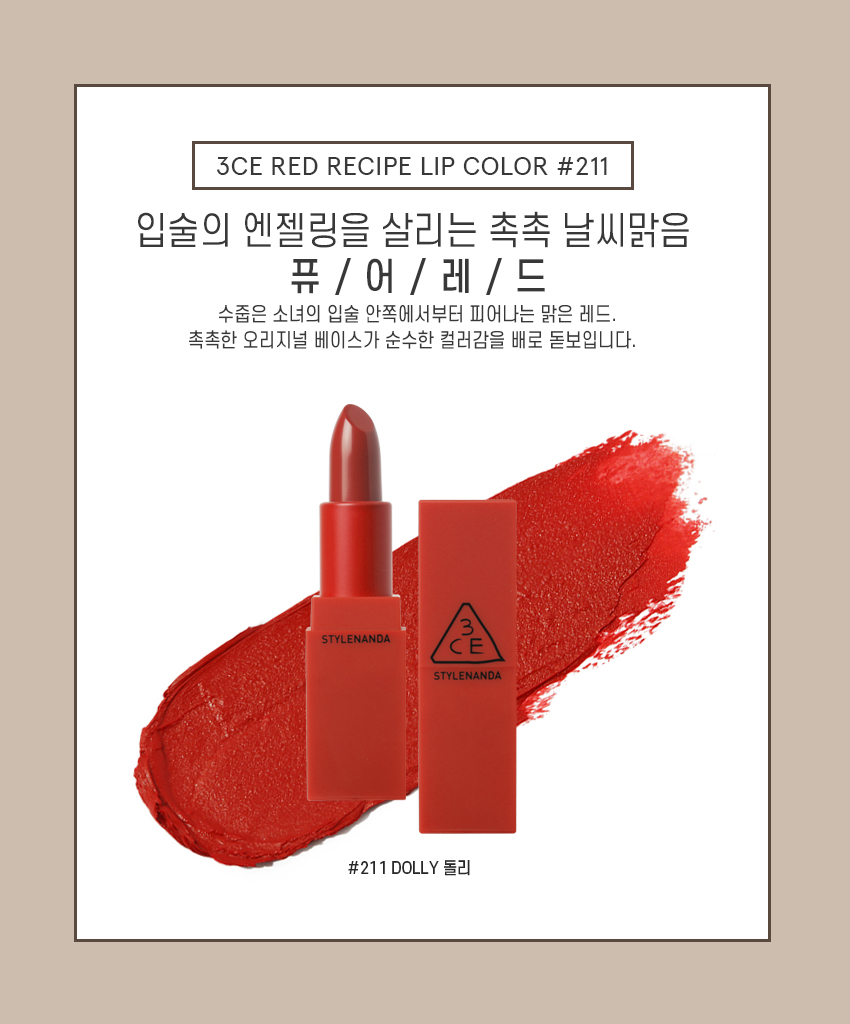 3CE RED RECIPE LIP COLOR #211
입술의 엔젤링을 살리는 촉촉 날씨맑음
퓨 / 어 / 레 / 드
수줍은 소녀의 입술 안쪽에서부터 피어나는 맑은 레드.
촉촉한 오리지널 베이스가 순수한 컬러감을 배로 돋보입니다.
STYLENANDA
3
CE
STYLENANDA
#211 DOLLY 돌리